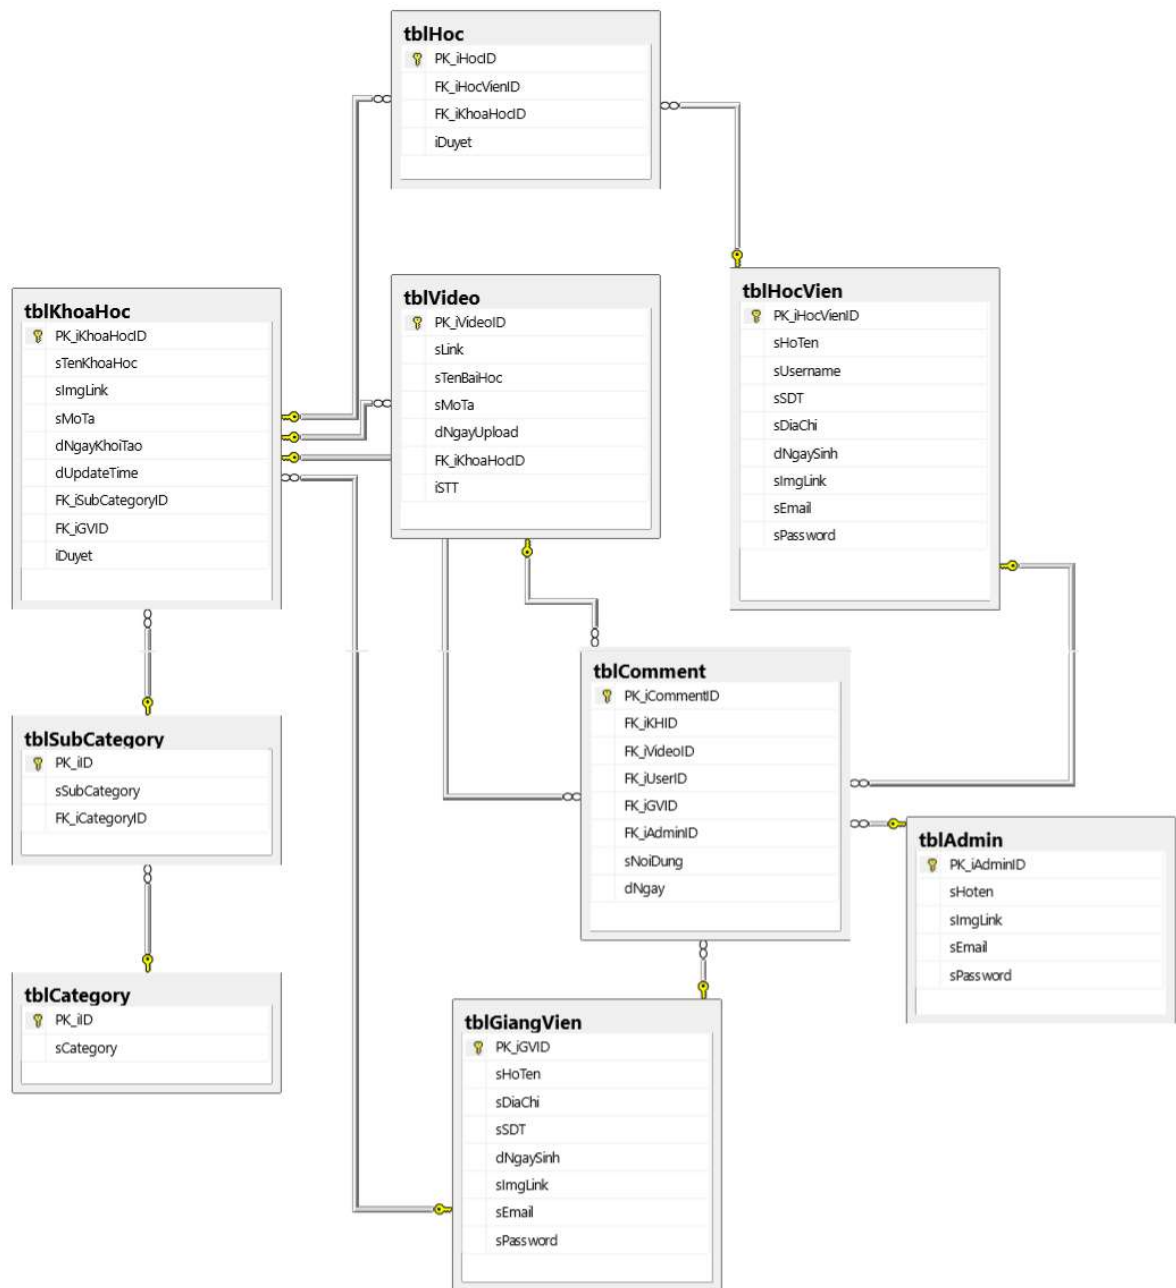 tblHoc
PK_iHocID
FK_iHocVienID
FK_iKhoaHocID
iDuyet
tblKhoaHoc
PK_iKhoaHocID
sTenKhoaHoc
sImgLink
sMoTa
dNgayKhoiTao
dUpdateTime
FK_iSubCategoryID
FK_iGVID
iDuyet
tblVideo
PK_iVideoID
sLink
sTenBaiHoc
sMoTa
dNgayUpload
FK_iKhoaHocID
iSTT
tblHocVien
PK_iHocVienID
sHoTen
sUsername
sSDT
sDiaChi
dNgaySinh
sImgLink
sEmail
sPassword
tblComment
PK_iCommentID
FK_iKHID
FK_iVideoID
FK_iUserID
FK_iGVID
FK_iAdminID
sNoiDung
dNgay
tblSubCategory
PK_iID
sSubCategory
FK_iCategoryID
tblAdmin
PK_iAdminID
sHoten
sImgLink
sEmail
sPassword
tblCategory
PK_iID
sCategory
tblGiangVien
PK_iGVID
sHoTen
sDiaChi
sSDT
dNgaySinh
sImgLink
sEmail
sPassword